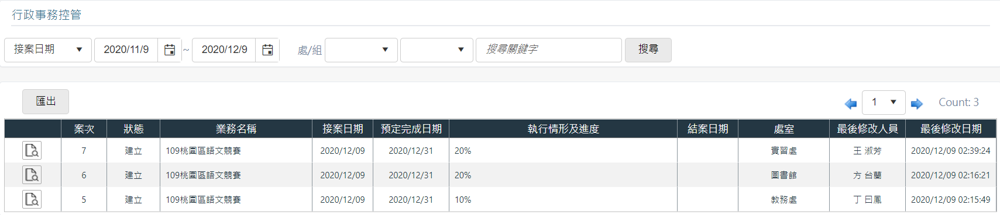 行政事務控管
接案日期 2020/11/9 ~ 2020/12/9 處/組 搜尋關鍵字 搜尋
匯出 1 Count: 3
案次 狀態 業務名稱 接案日期 預定完成日期 執行情形及進度 結案日期 處室 最後修改人員 最後修改日期
7 建立 109桃園區語文競賽 2020/12/09 2020/12/31 20% 實習處 王 淑芳 2020/12/09 02:39:24
6 建立 109桃園區語文競賽 2020/12/09 2020/12/31 20% 圖書館 方 台蘭 2020/12/09 02:16:21
5 建立 109桃園區語文競賽 2020/12/09 2020/12/31 10% 教務處 丁 日鳳 2020/12/09 02:15:49